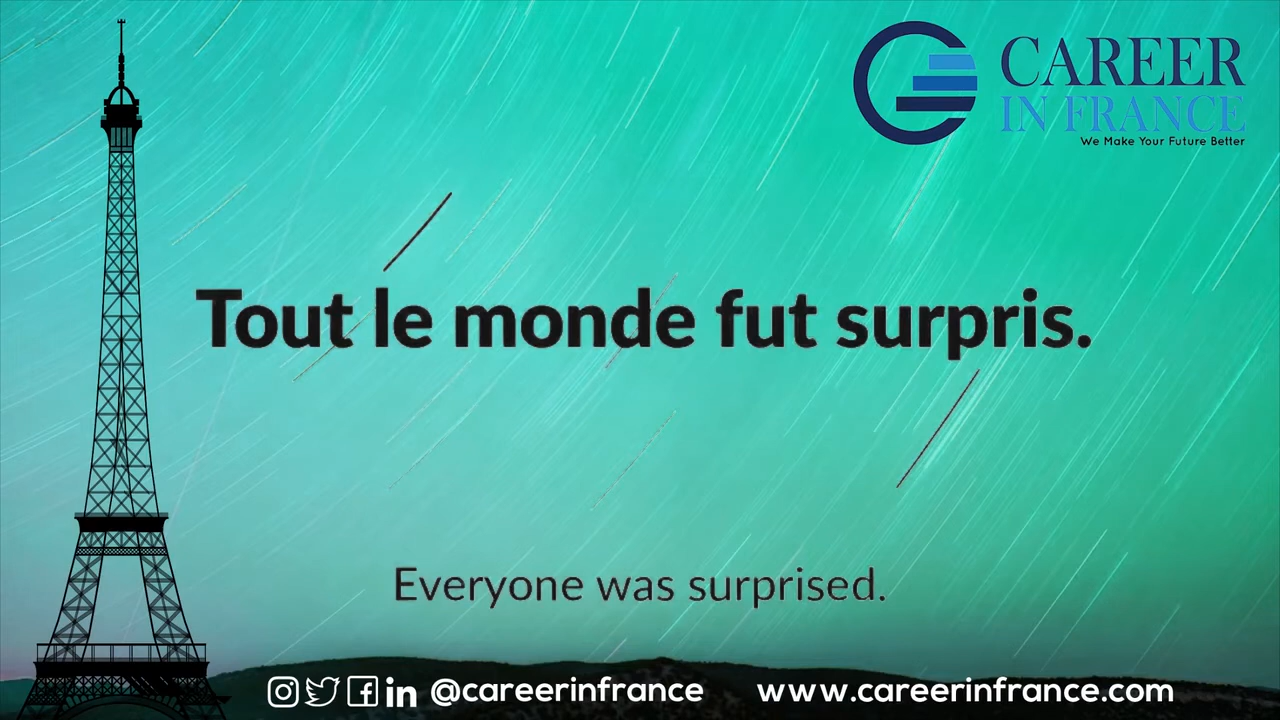 CAREER
IN FRANCE
We Make Your Future Better
Tout le monde fut surpris.
Everyone was surprised.
@careerinfrance www.careerinfrance.com